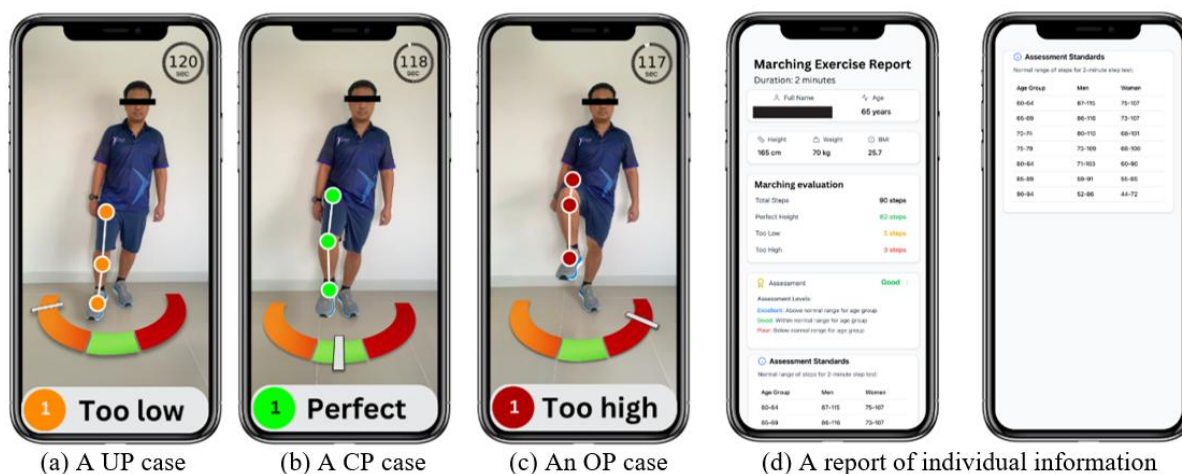 120
sec
1 Too low
(a) A UP case
118
sec
1 Perfect
(b) A CP case
117
sec
1 Too high
(c) An OP case
Marching Exercise Report
Duration: 2 minutes
Full Name Age
65 years
Height Weight BMI
165 cm 70 kg 25.7
Marching evaluation
Total Steps 90 steps
Perfect Height 82 steps
Too Low 5 steps
Too High 3 steps
Assessment Good
Assessment Levels:
Excellent: Above normal range for age group
Good: Within normal range for age group
Poor: Below normal range for age group
Assessment Standards
Normal range of steps for 2-minute step test:
Age Group Men Women
60-64 87-115 75-107
65-69 86-116 73-107
Assessment Standards
Normal range of steps for 2-minute step test:
Age Group Men Women
60-64 87-115 75-107
65-69 86-116 73-107
70-74 80-110 68-101
75-79 73-109 68-100
80-84 71-103 60-90
85-89 59-91 55-85
90-94 52-86 44-72
(d) A report of individual information